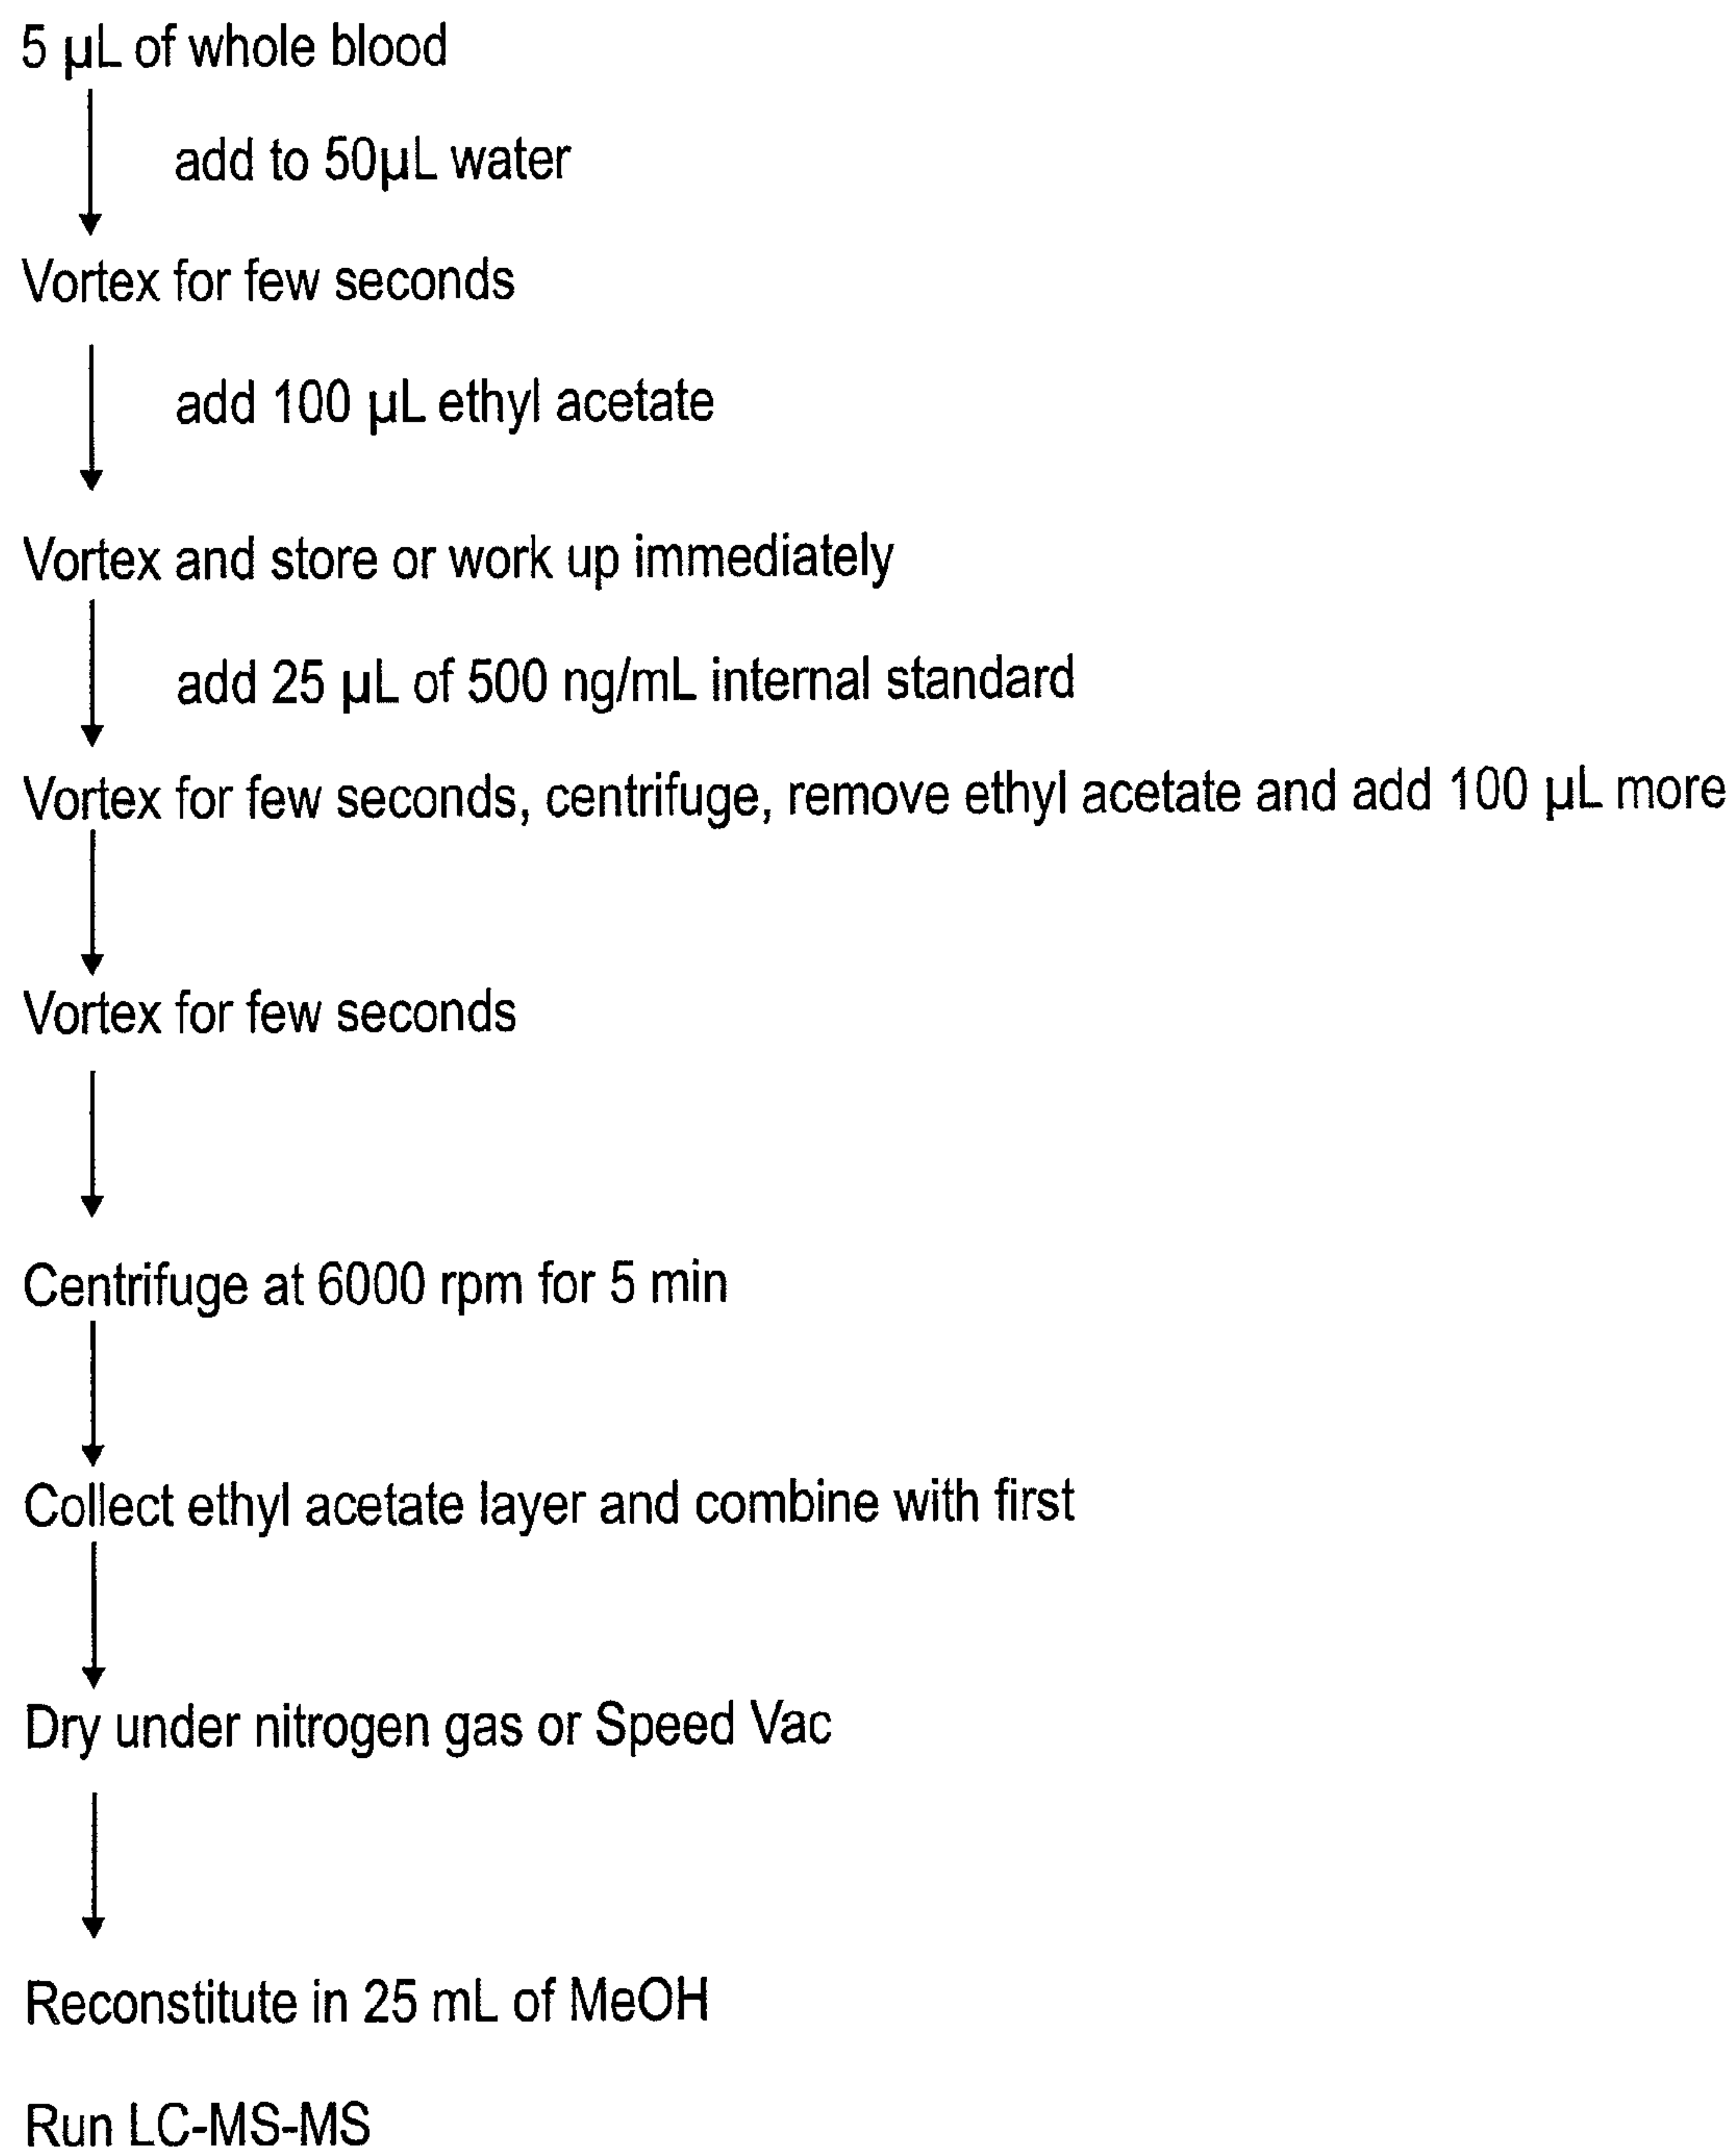 5 µL of whole blood
add to 50µL water
Vortex for few seconds
add 100 µL ethyl acetate
Vortex and store or work up immediately
add 25 µL of 500 ng/mL internal standard
Vortex for few seconds, centrifuge, remove ethyl acetate and add 100 µL more
Vortex for few seconds
Centrifuge at 6000 rpm for 5 min
Collect ethyl acetate layer and combine with first
Dry under nitrogen gas or Speed Vac
Reconstitute in 25 mL of MeOH
Run LC-MS-MS